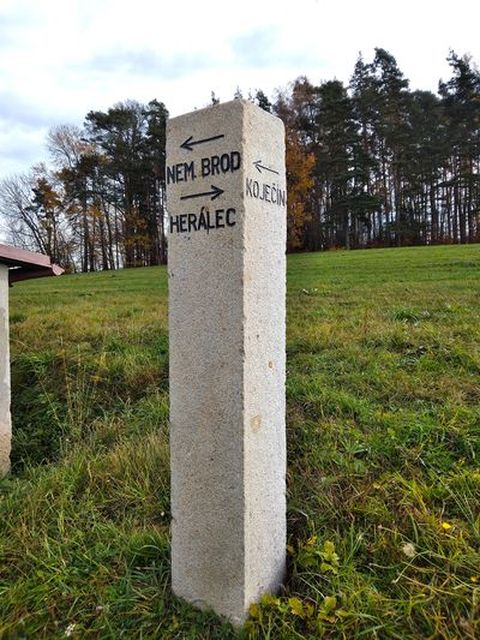 ←
NEM. BROD
→
HERÁLEC
←
KOJEČÍN